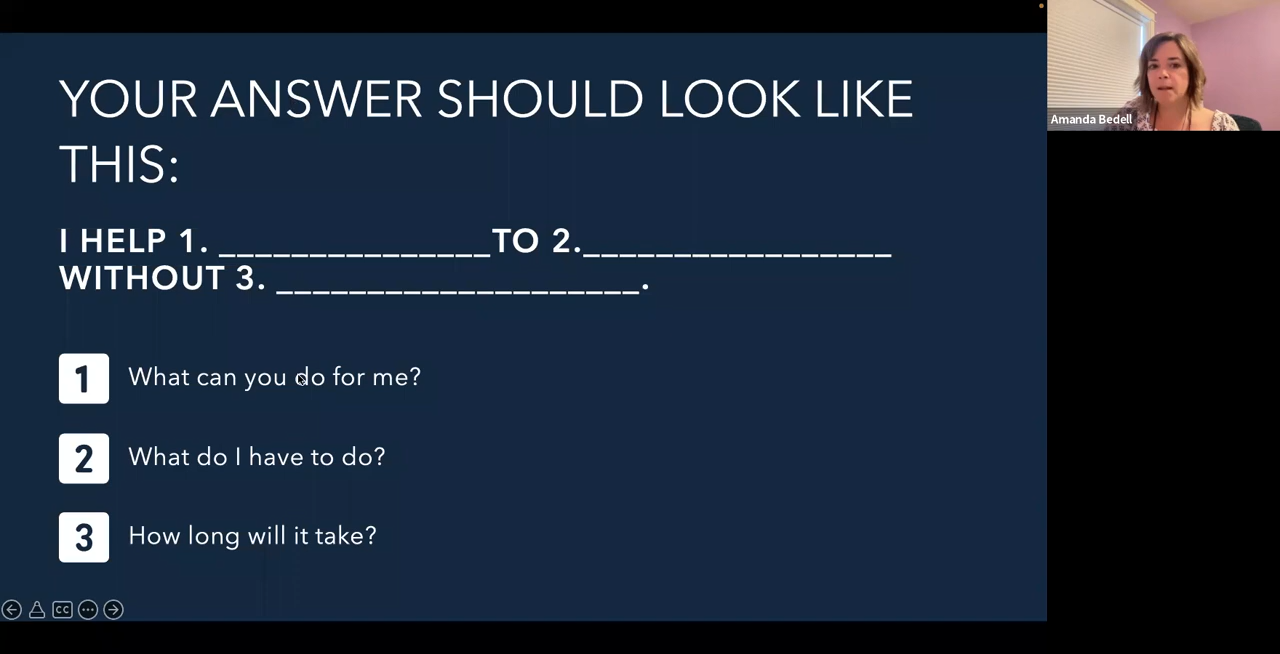 YOUR ANSWER SHOULD LOOK LIKE
THIS:
I HELP 1. _______________TO 2._________________
WITHOUT 3. ____________________.
1 What can you do for me?
2 What do I have to do?
3 How long will it take?
CC
Amanda Bedell